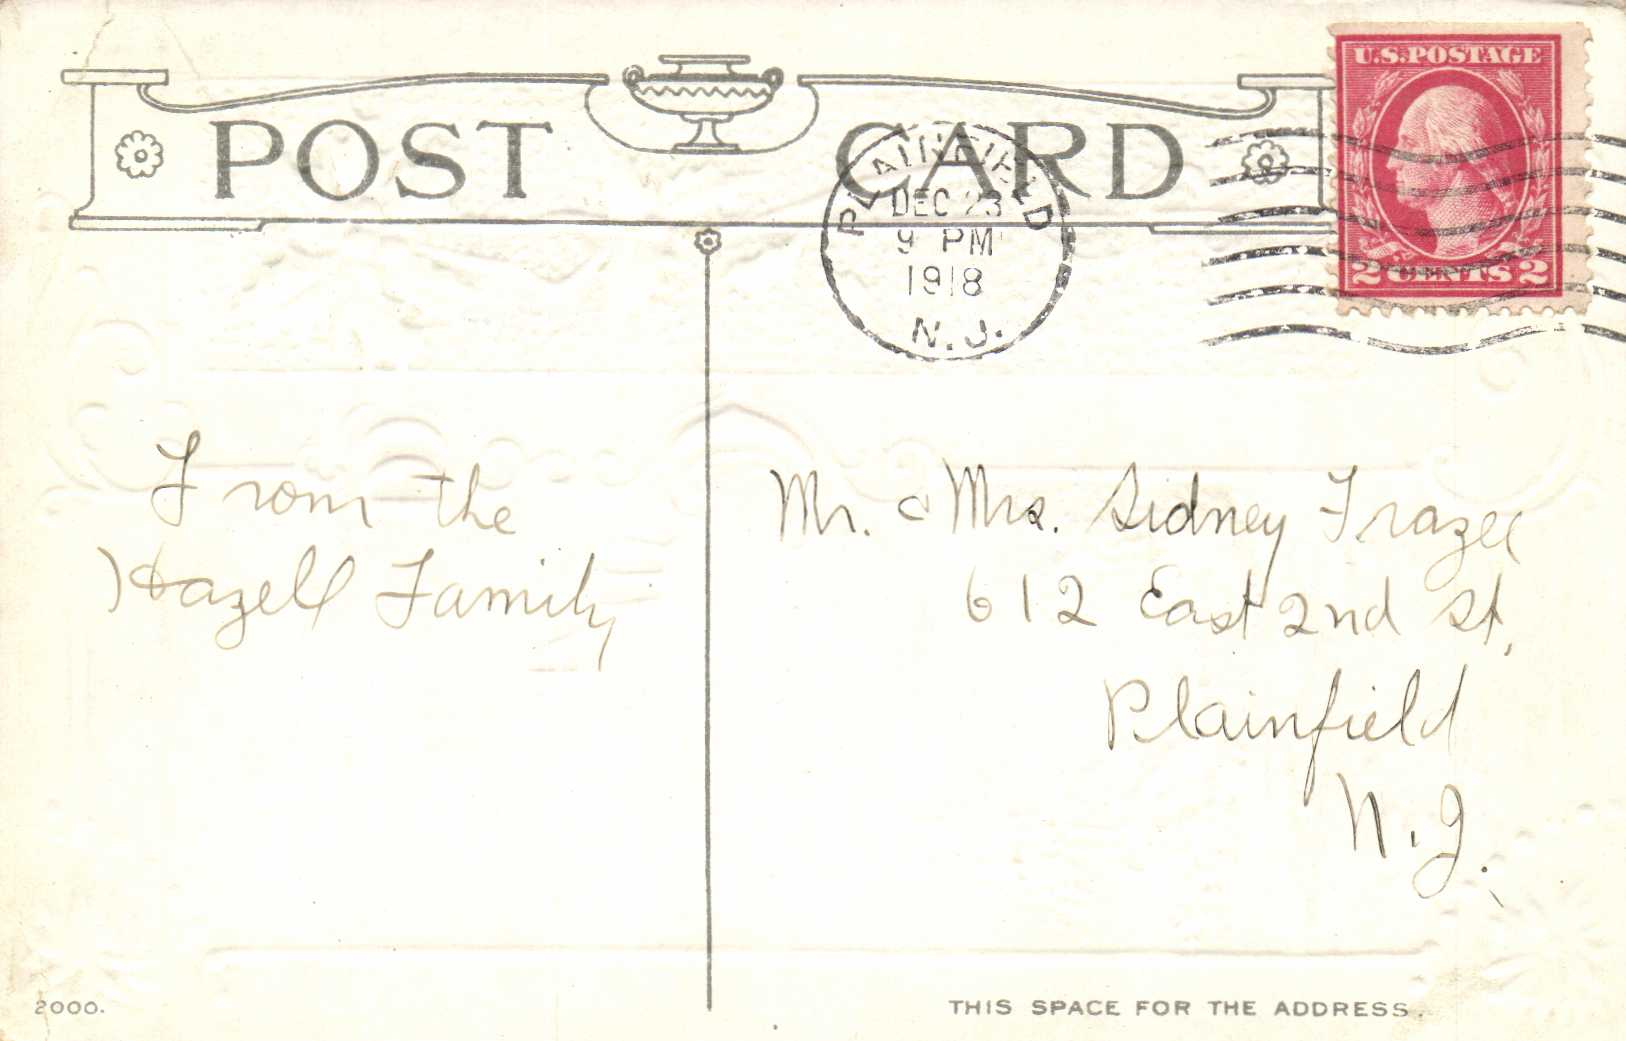 POST CARD
U.S. POSTAGE
2 CENTS 2
PLAINFIELD
DEC 23
9 PM
1918
N.J.
From the
Hazell Family
Mr. & Mrs. Sidney Frazee
612 East 2nd St,
Plainfield
N.J.
2000.
THIS SPACE FOR THE ADDRESS.